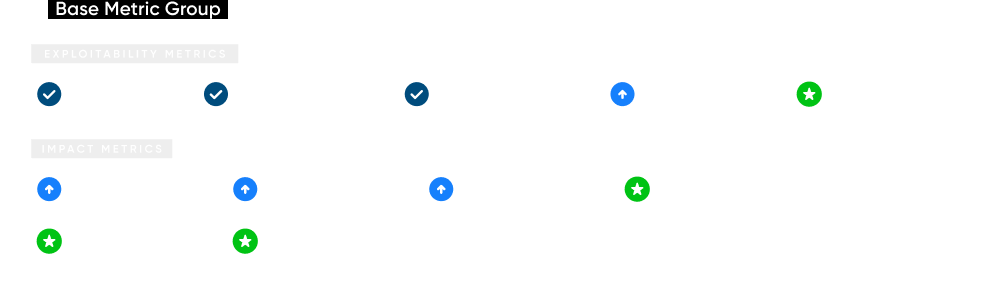 Base Metric Group
EXPLOITABILITY METRICS
IMPACT METRICS